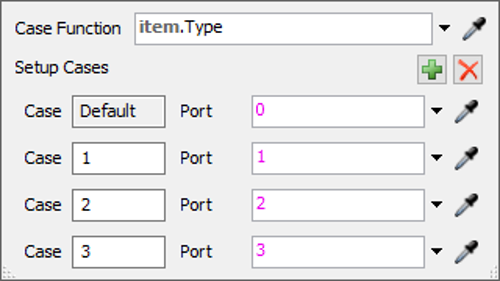 Case Function item.Type
Setup Cases
Case Default Port 0
Case 1 Port 1
Case 2 Port 2
Case 3 Port 3